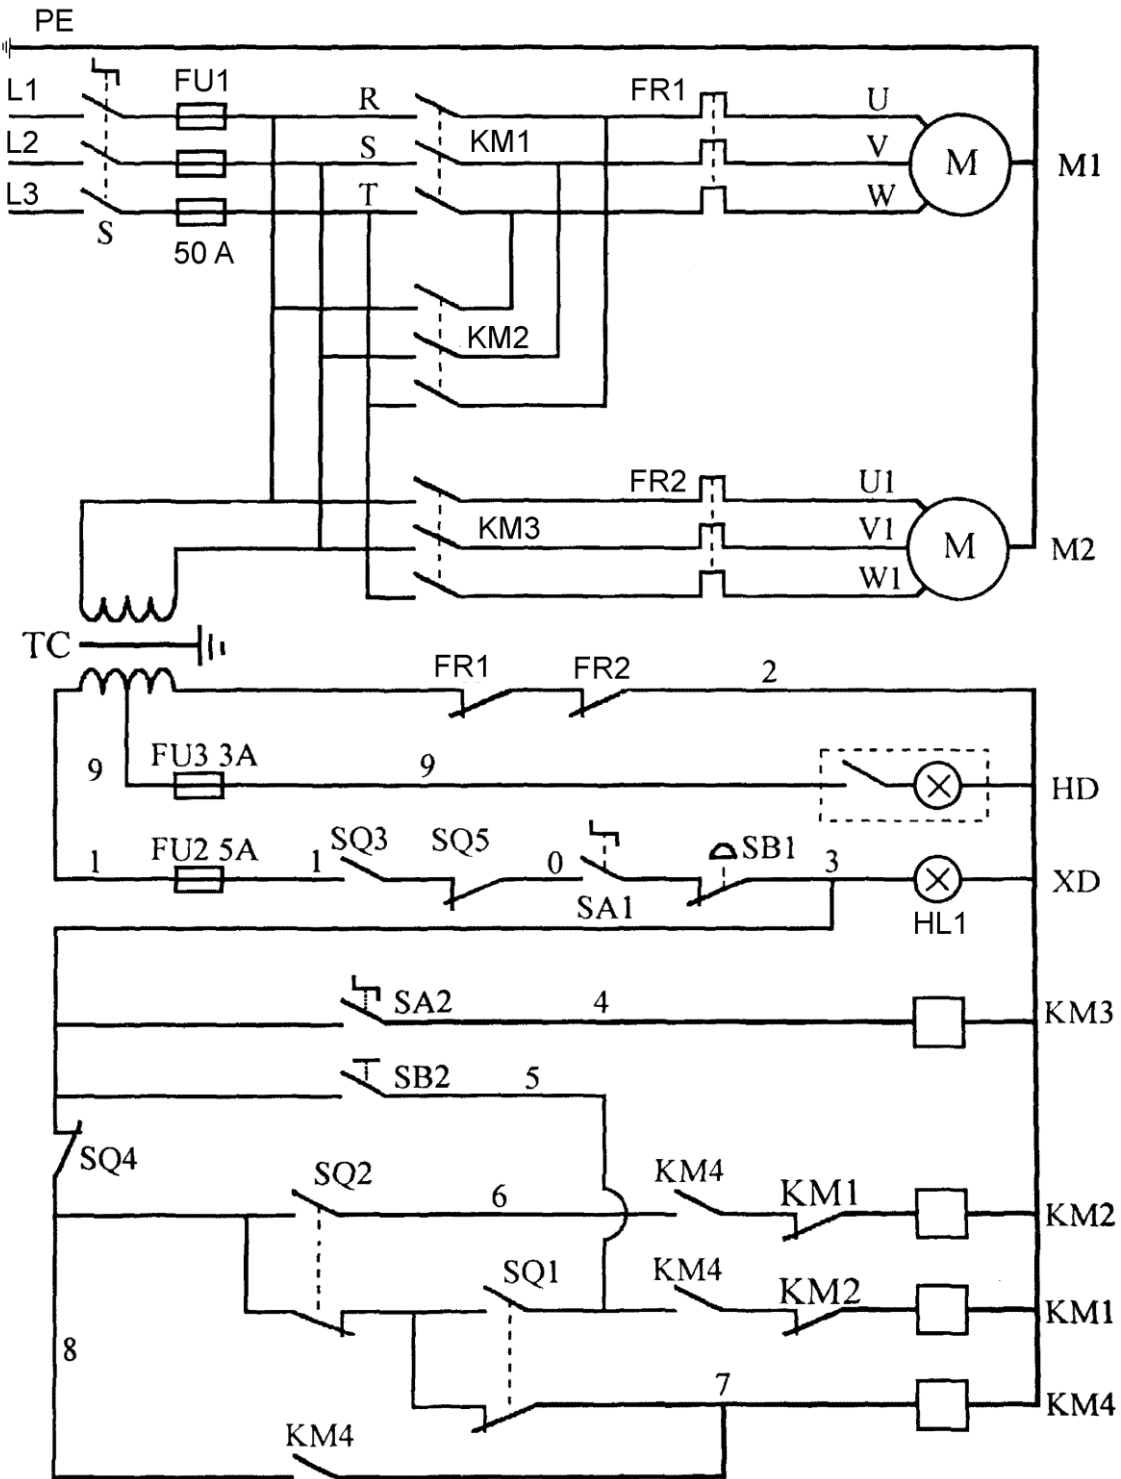 PE
L1 FU1 R FR1 U
L2 S KM1 V M M1
L3 T W
S
50 A
KM2
FR2 U1
KM3 V1 M M2
W1
TC
FR1 FR2 2
9 FU3 3A 9 HD
1 FU2 5A 1 SQ3 SQ5 0 SA1 SB1 3 XD
HL1
SA2 4 KM3
SB2 5
SQ4
SQ2 6 KM4 KM1 KM2
SQ1 KM4 KM2 KM1
8
7 KM4
KM4